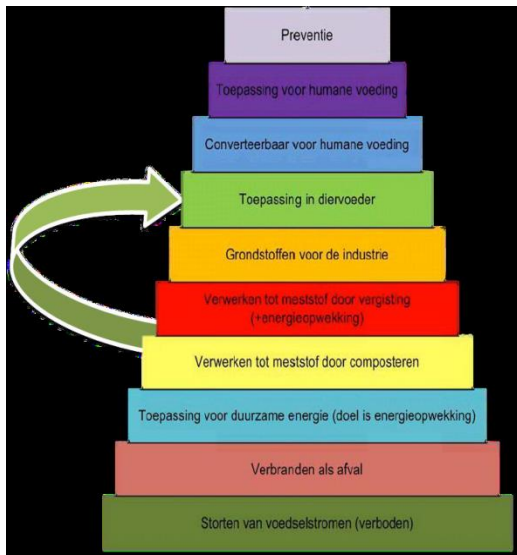 Preventie
Toepassing voor humane voeding
Converteerbaar voor humane voeding
Toepassing in diervoeder
Grondstoffen voor de industrie
Verwerken tot meststof door vergisting
(+energieopwekking)
Verwerken tot meststof door composteren
Toepassing voor duurzame energie (doel is energieopwekking)
Verbranden als afval
Storten van voedselstromen (verboden)